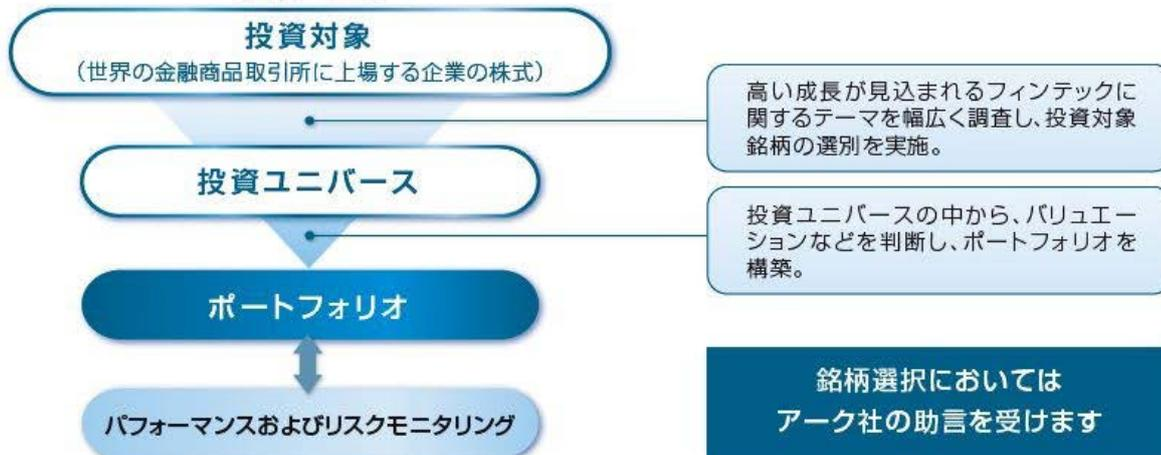 投資対象
（世界の金融商品取引所に上場する企業の株式）
高い成長が見込まれるフィンテックに
関するテーマを幅広く調査し、投資対象
銘柄の選別を実施。
投資ユニバース
投資ユニバースの中から、バリュエー
ションなどを判断し、ポートフォリオを
構築。
ポートフォリオ
パフォーマンスおよびリスクモニタリング
銘柄選択においては
アーク社の助言を受けます